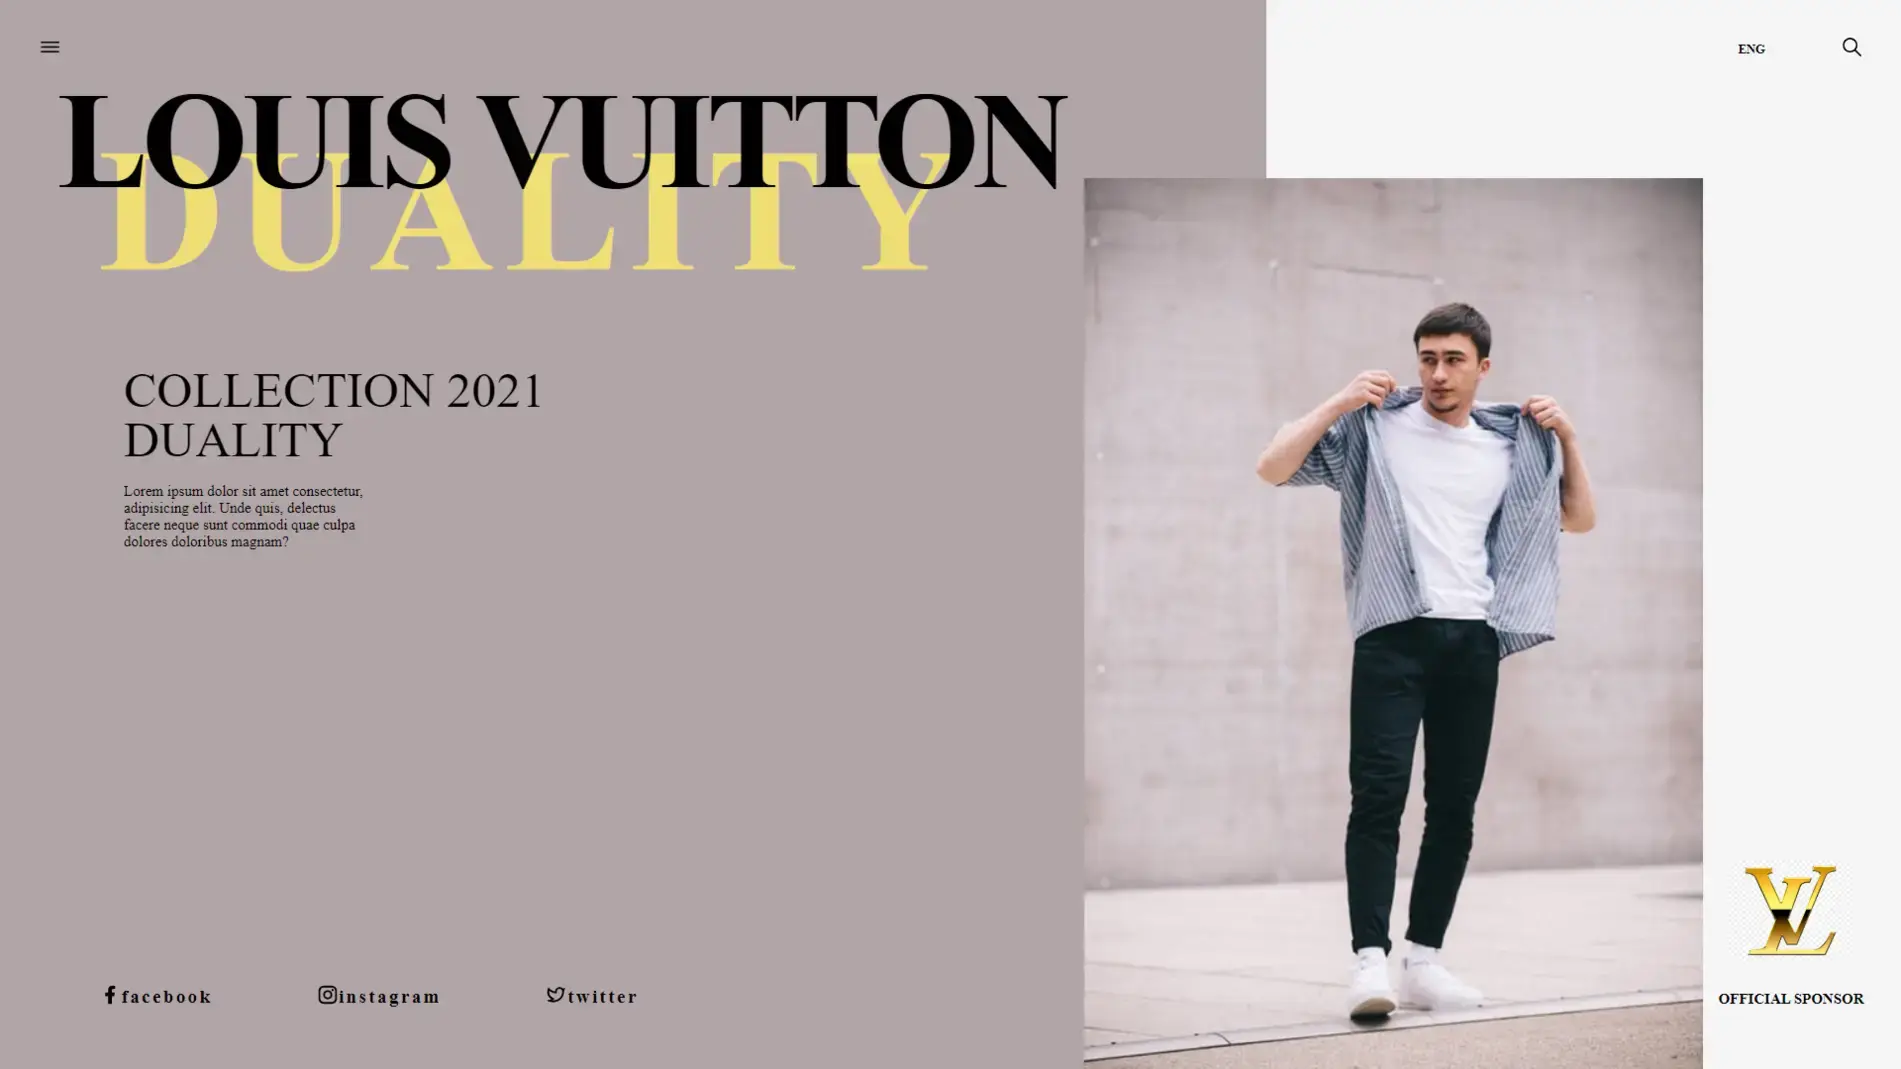 ENG
LOUIS VUITTON
DUALITY
COLLECTION 2021
DUALITY
Lorem ipsum dolor sit amet consectetur,
adipisicing elit. Unde quis, delectus
facere neque sunt commodi quae culpa
dolores doloribus magnam?
LV
facebook
instagram
twitter
OFFICIAL SPONSOR